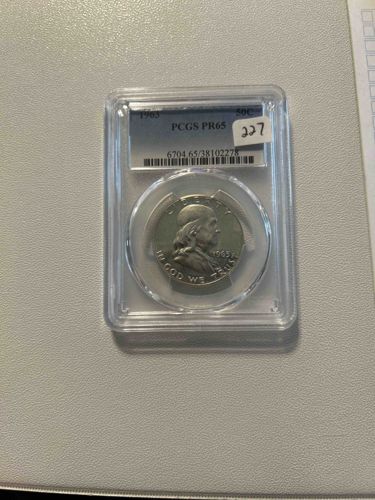 1963 50C
PCGS PR65
227
6704.65/38102278
LIBERTY
1963
IN GOD WE TRUST